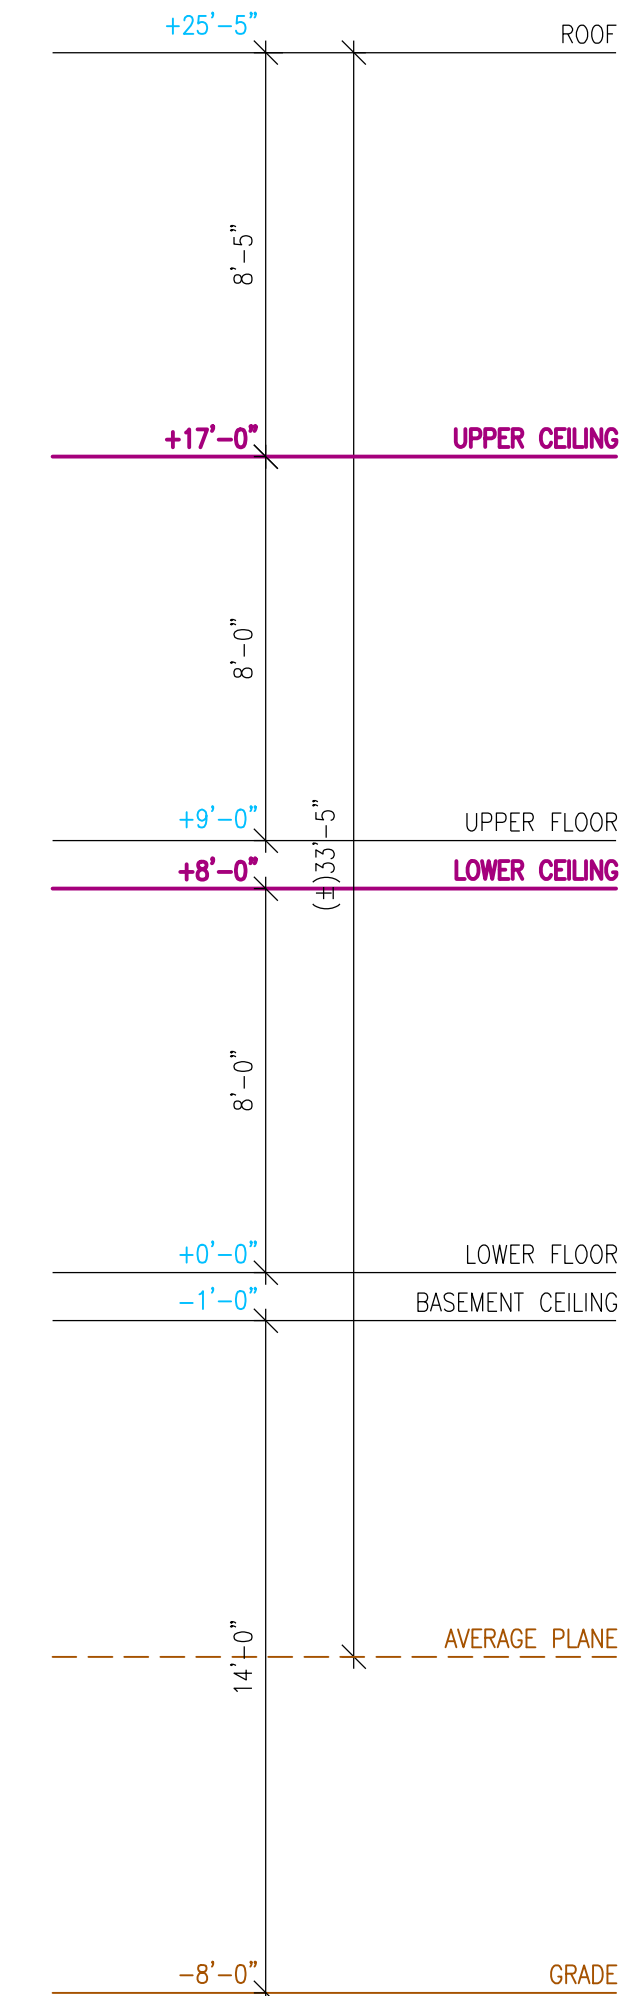 +25'-5"
ROOF
8'-5"
+17'-0"
UPPER CEILING
8'-0"
+9'-0"
UPPER FLOOR
(±)33'-5"
+8'-0"
LOWER CEILING
8'-0"
+0'-0"
LOWER FLOOR
-1'-0"
BASEMENT CEILING
14'-0"
AVERAGE PLANE
-8'-0"
GRADE